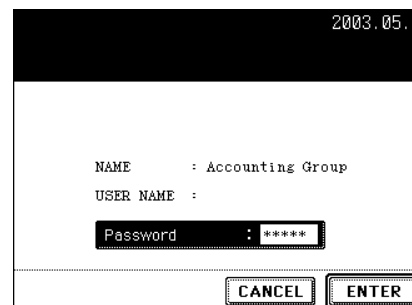 2003.05.
NAME : Accounting Group
USER NAME :
Password : *****
CANCEL ENTER